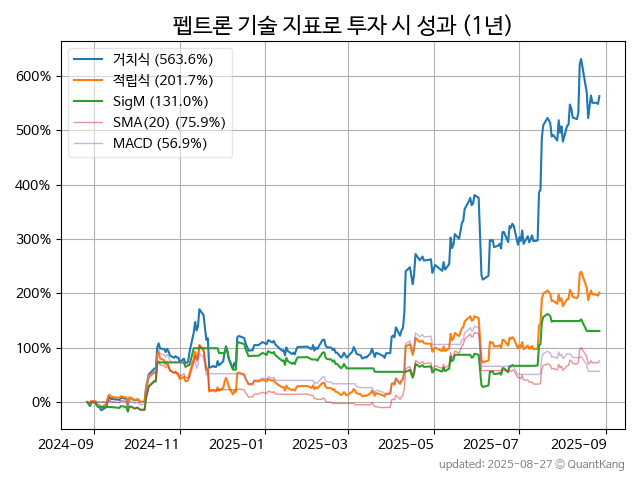 펩트론 기술 지표로 투자 시 성과 (1년)
거치식 (563.6%)
적립식 (201.7%)
SigM (131.0%)
SMA(20) (75.9%)
MACD (56.9%)
600%
500%
400%
300%
200%
100%
0%
2024-09 2024-11 2025-01 2025-03 2025-05 2025-07 2025-09
updated: 2025-08-27 © QuantKang